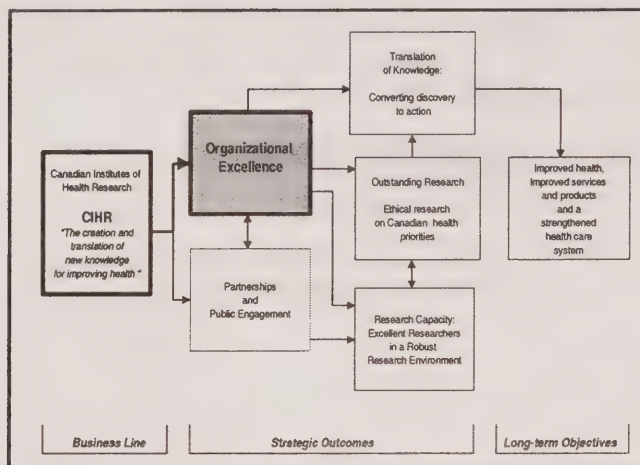 Canadian Institutes of
Health Research
CIHR
"The creation and
translation of
new knowledge
for improving health"
Organizational
Excellence
Partnerships
and
Public Engagement
Translation
of Knowledge:
Converting discovery
to action
Outstanding Research
Ethical research
on Canadian health
priorities
Research Capacity:
Excellent Researchers
in a Robust
Research Environment
Improved health,
Improved services
and products
and a
strengthened
health care
system
Business Line
Strategic Outcomes
Long-term Objectives